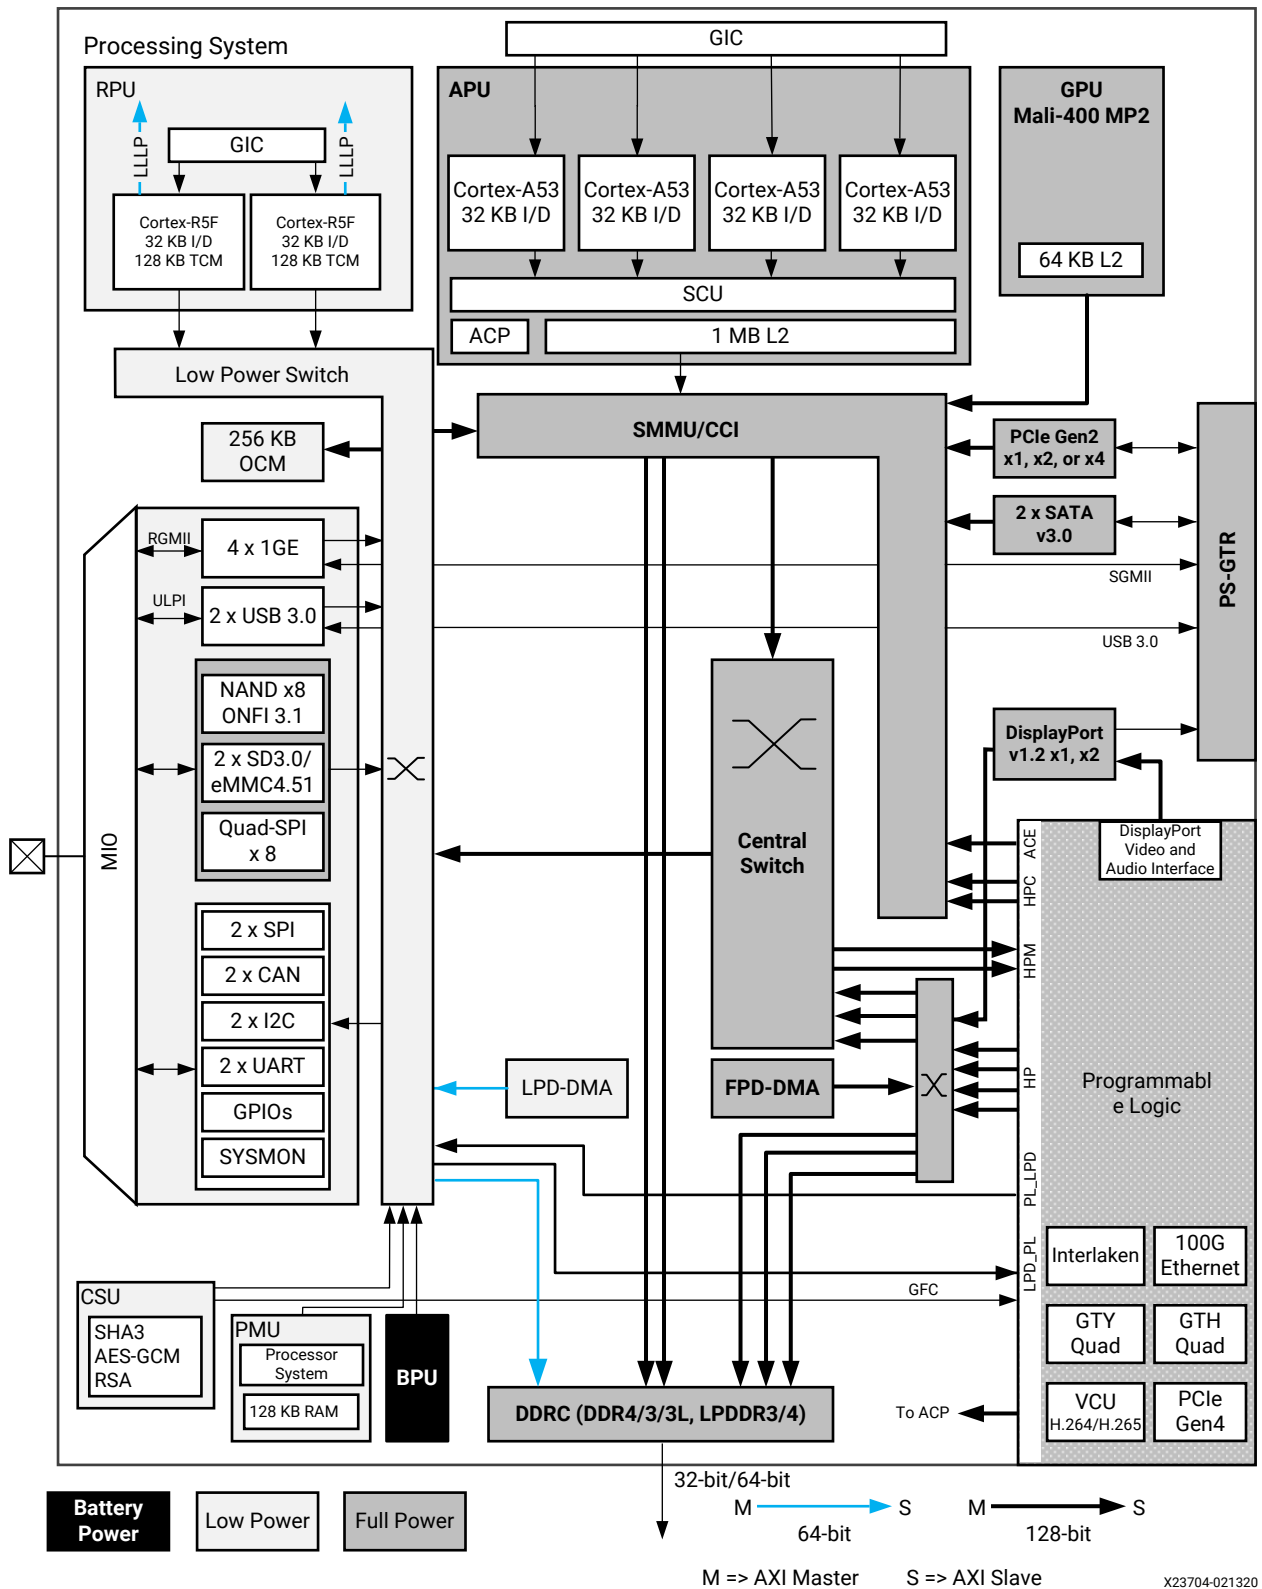 GIC
Processing System
RPU
LLLP
LLLP
GIC
Cortex-R5F
32 KB I/D
128 KB TCM
Cortex-R5F
32 KB I/D
128 KB TCM
APU
Cortex-A53
32 KB I/D
Cortex-A53
32 KB I/D
Cortex-A53
32 KB I/D
Cortex-A53
32 KB I/D
SCU
ACP
1 MB L2
GPU
Mali-400 MP2
64 KB L2
Low Power Switch
256 KB
OCM
SMMU/CCI
PCIe Gen2
x1, x2, or x4
2 x SATA
v3.0
PS-GTR
SGMII
USB 3.0
RGMII
4 x 1GE
ULPI
2 x USB 3.0
NAND x8
ONFI 3.1
2 x SD3.0/
eMMC4.51
Quad-SPI
x 8
MIO
2 x SPI
2 x CAN
2 x I2C
2 x UART
GPIOs
SYSMON
Central
Switch
DisplayPort
v1.2 x1, x2
DisplayPort
Video and
Audio Interface
ACE
HPC
HPM
HP
PL_LPD
LPD_PL
Programmabl
e Logic
LPD-DMA
FPD-DMA
Interlaken
100G
Ethernet
GTY
Quad
GTH
Quad
VCU
H.264/H.265
PCIe
Gen4
GFC
To ACP
CSU
SHA3
AES-GCM
RSA
PMU
Processor
System
128 KB RAM
BPU
DDRC (DDR4/3/3L, LPDDR3/4)
32-bit/64-bit
Battery
Power
Low Power
Full Power
M
S
64-bit
M
S
128-bit
M => AXI Master
S => AXI Slave
X23704-021320